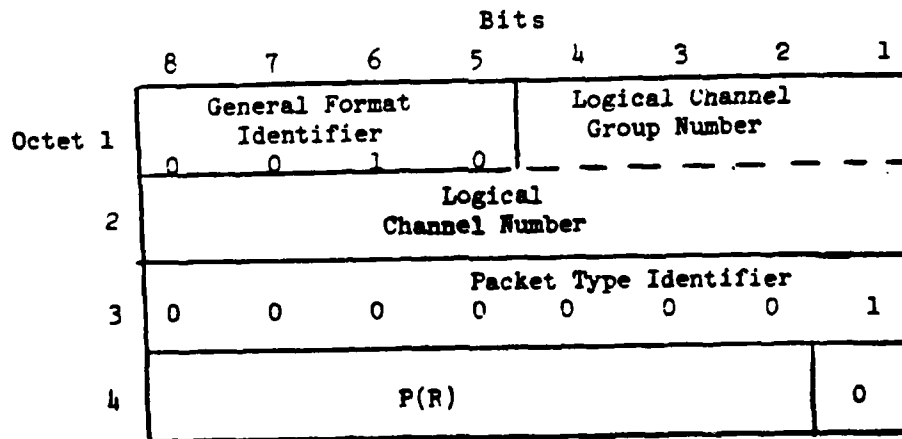 Bits
8 7 6 5 4 3 2 1
General Format Logical Channel
Octet 1 Identifier Group Number
0 0 1 0
Logical
2 Channel Number
Packet Type Identifier
3 0 0 0 0 0 0 0 1
4 P(R) 0